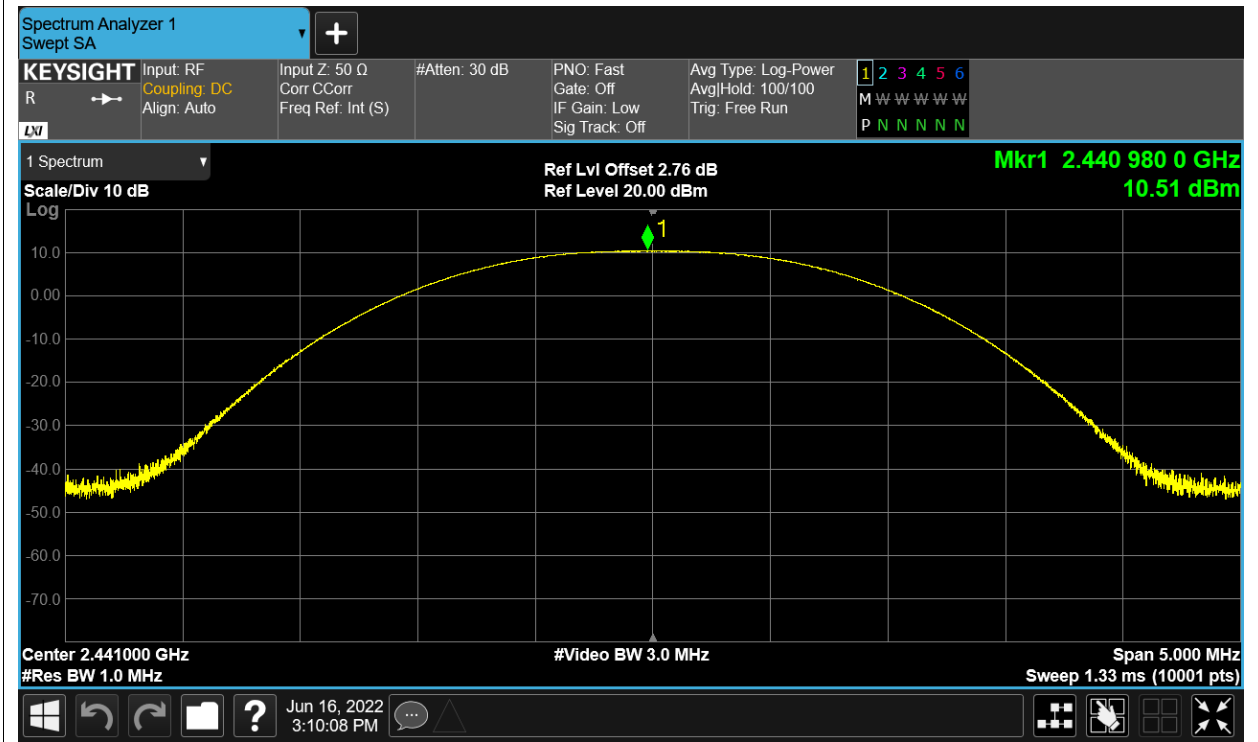 Spectrum Analyzer 1
Swept SA
KEYSIGHT
R
LXI
Input: RF
Coupling: DC
Align: Auto
Input Z: 50 Ω
Corr CCorr
Freq Ref: Int (S)
#Atten: 30 dB
PNO: Fast
Gate: Off
IF Gain: Low
Sig Track: Off
Avg Type: Log-Power
Avg|Hold: 100/100
Trig: Free Run
1 2 3 4 5 6
M W W W W W
P N N N N N
1 Spectrum
Scale/Div 10 dB
Log
Ref Lvl Offset 2.76 dB
Ref Level 20.00 dBm
Mkr1 2.440 980 0 GHz
10.51 dBm
1
10.0
0.00
-10.0
-20.0
-30.0
-40.0
-50.0
-60.0
-70.0
Center 2.441000 GHz
#Res BW 1.0 MHz
#Video BW 3.0 MHz
Span 5.000 MHz
Sweep 1.33 ms (10001 pts)
?
Jun 16, 2022
3:10:08 PM